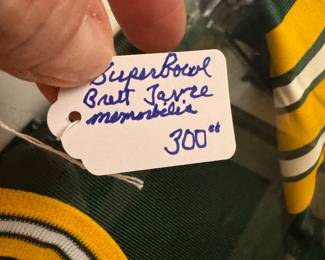 Superbowl
Brett Favre
memorbilia
300⁰⁰